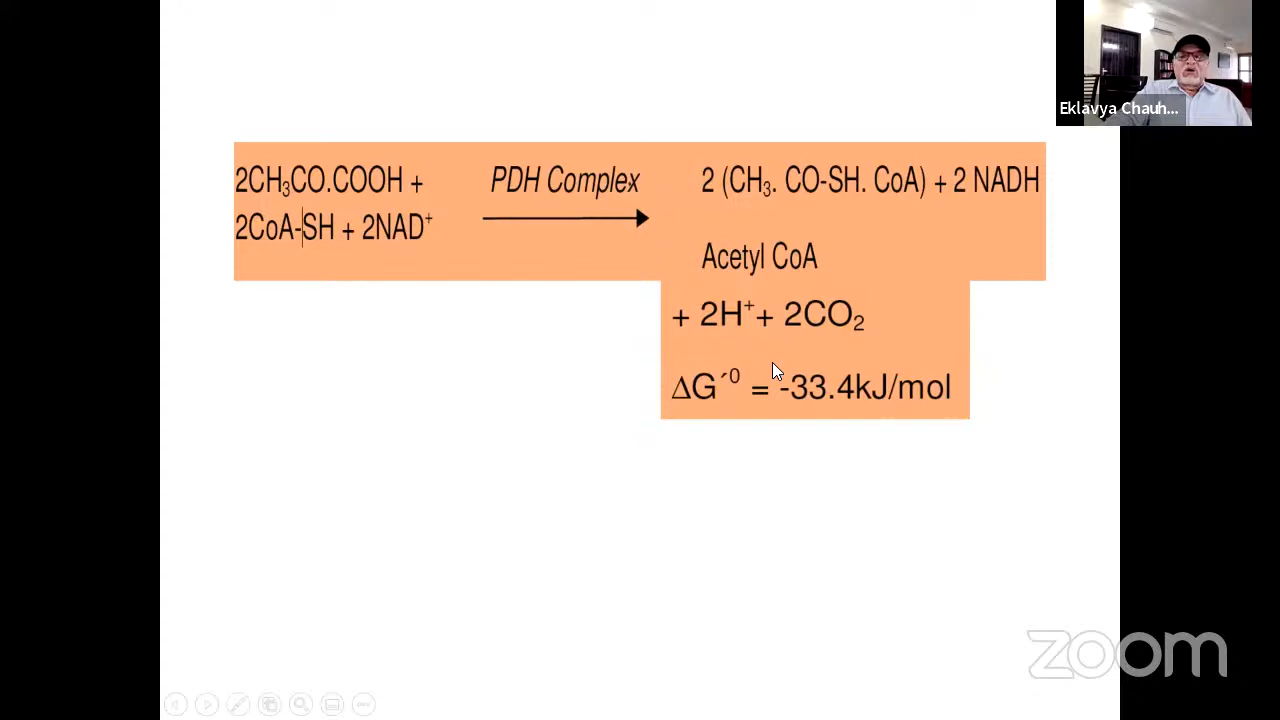 Eklavya Chauh...
2CH₃CO.COOH +
PDH Complex
2 (CH₃. CO-SH. CoA) + 2 NADH
2CoA-SH + 2NAD⁺
Acetyl CoA
+ 2H⁺+ 2CO₂
ΔG´⁰ = -33.4kJ/mol
zoom